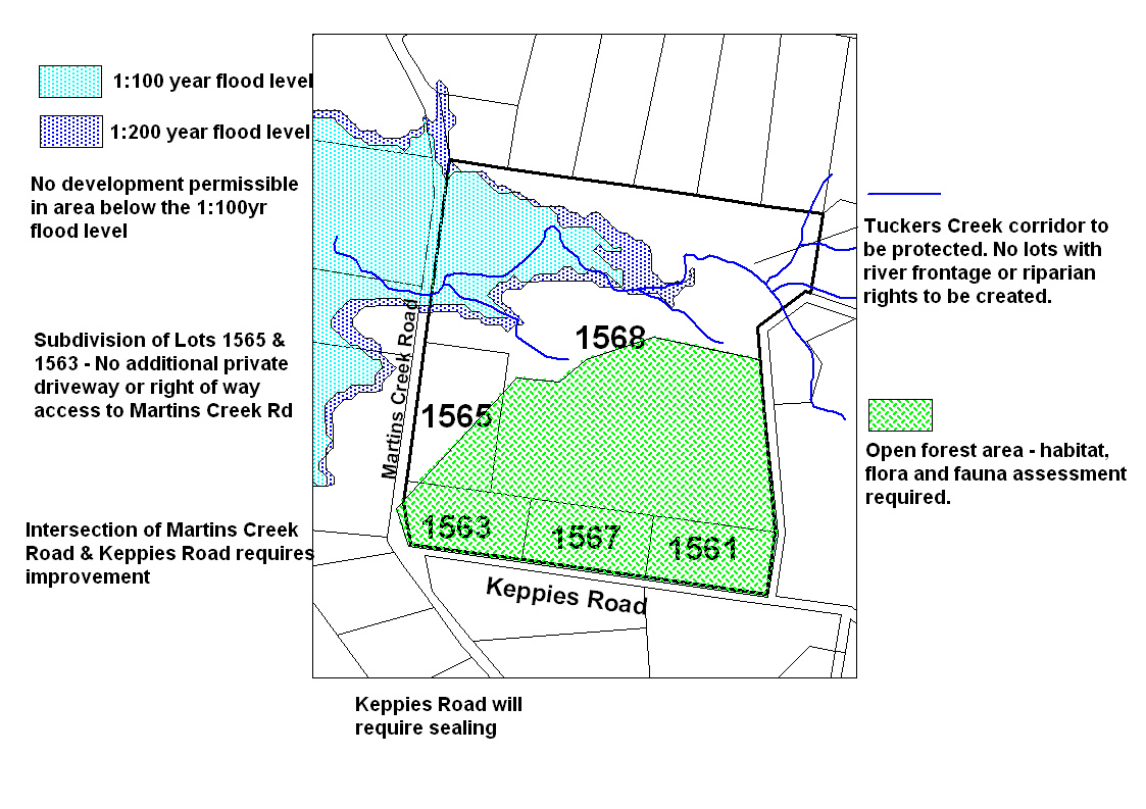 1:100 year flood level
1:200 year flood level
No development permissible
in area below the 1:100yr
flood level
Subdivision of Lots 1565 &
1563 - No additional private
driveway or right of way
access to Martins Creek Rd
Intersection of Martins Creek
Road & Keppies Road requires
improvement
1568
1565
Martins Creek Road
1563
1567
1561
Keppies Road
Tuckers Creek corridor to
be protected. No lots with
river frontage or riparian
rights to be created.
Open forest area - habitat,
flora and fauna assessment
required.
Keppies Road will
require sealing